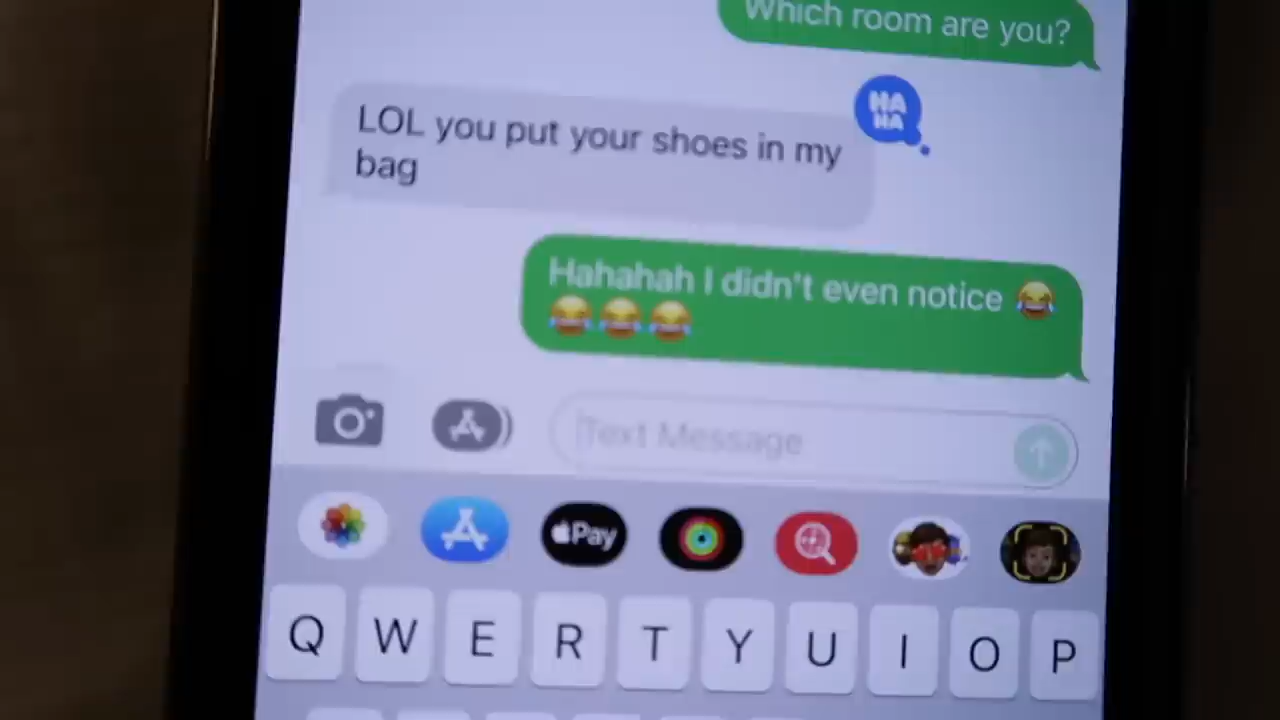 Which room are you?
HA
HA
LOL you put your shoes in my
bag
Hahahah I didn't even notice 😂
😂😂😂
Text Message
Pay
Q W E R T Y U I O P